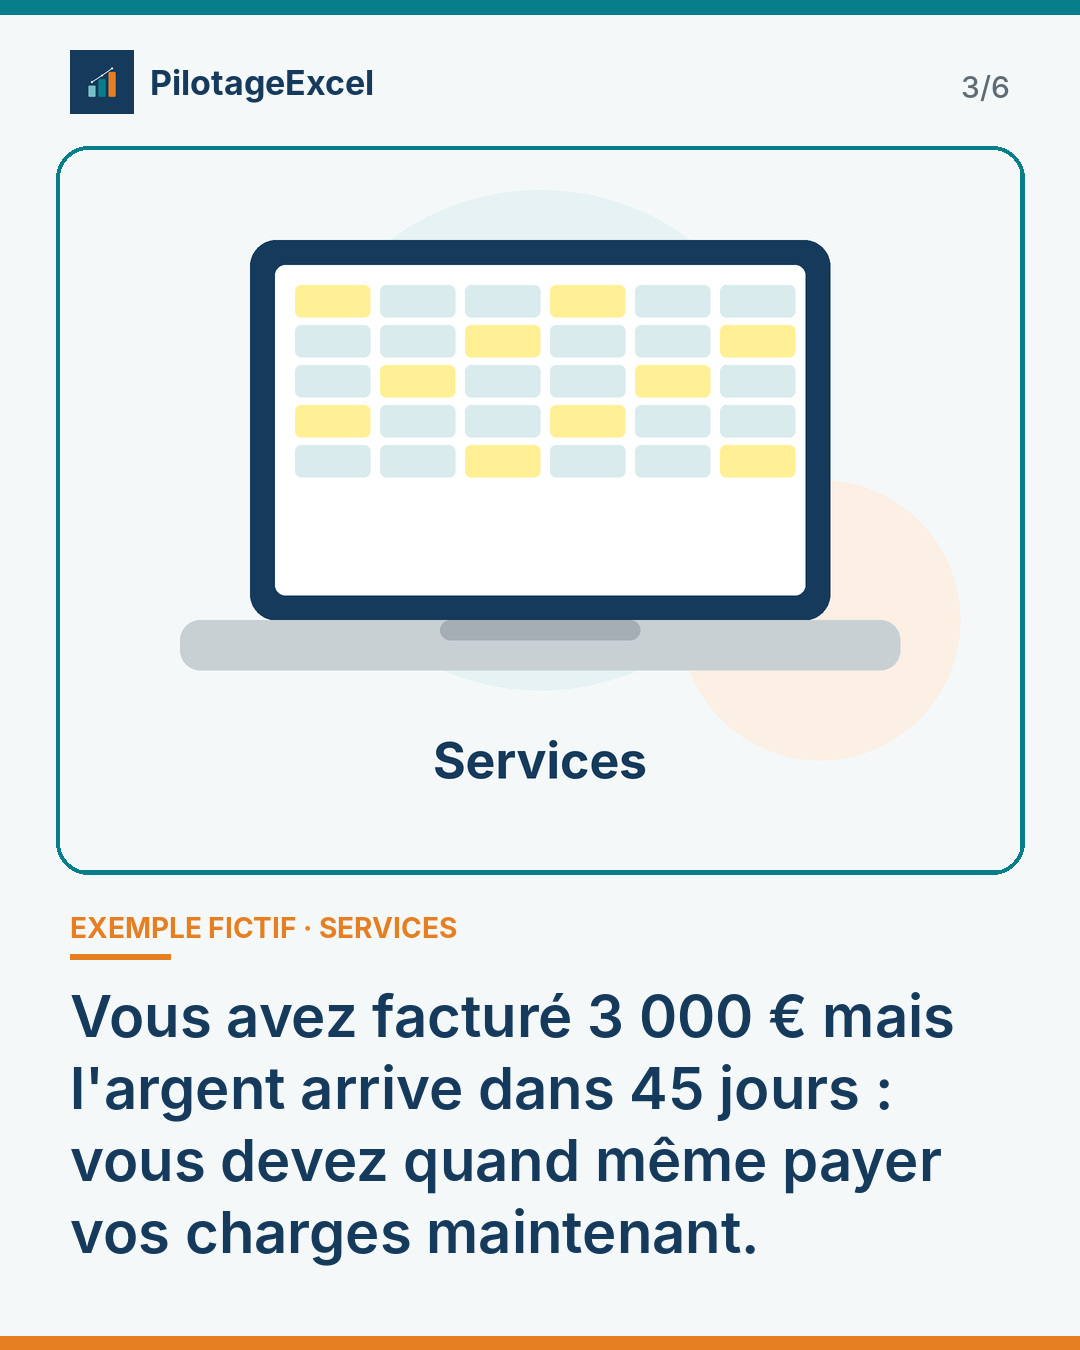 PilotageExcel
3/6
Services
EXEMPLE FICTIF · SERVICES
Vous avez facturé 3 000 € mais
l'argent arrive dans 45 jours :
vous devez quand même payer
vos charges maintenant.